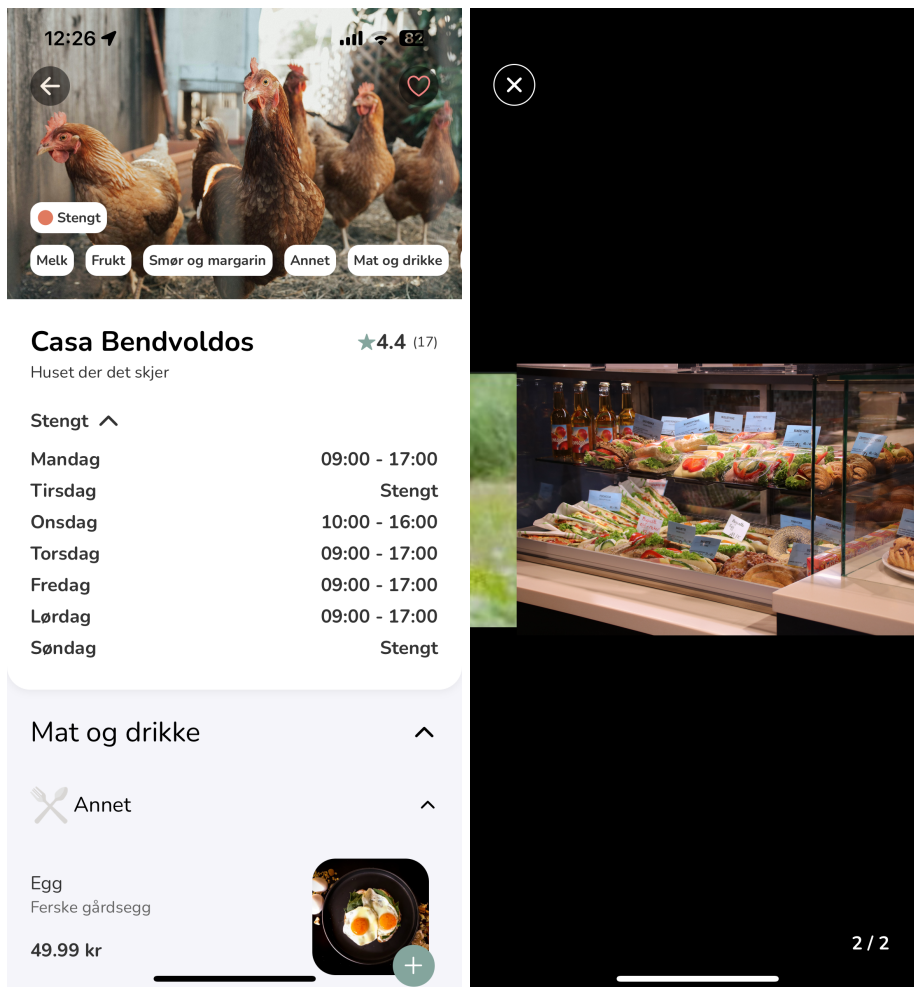 12:26
82
Stengt
Melk
Frukt
Smør og margarin
Annet
Mat og drikke
Casa Bendvoldos
4.4 (17)
Huset der det skjer
Stengt
Mandag 09:00 - 17:00
Tirsdag Stengt
Onsdag 10:00 - 16:00
Torsdag 09:00 - 17:00
Fredag 09:00 - 17:00
Lørdag 09:00 - 17:00
Søndag Stengt
Mat og drikke
Annet
Egg
Ferske gårdsegg
49.99 kr
2 / 2